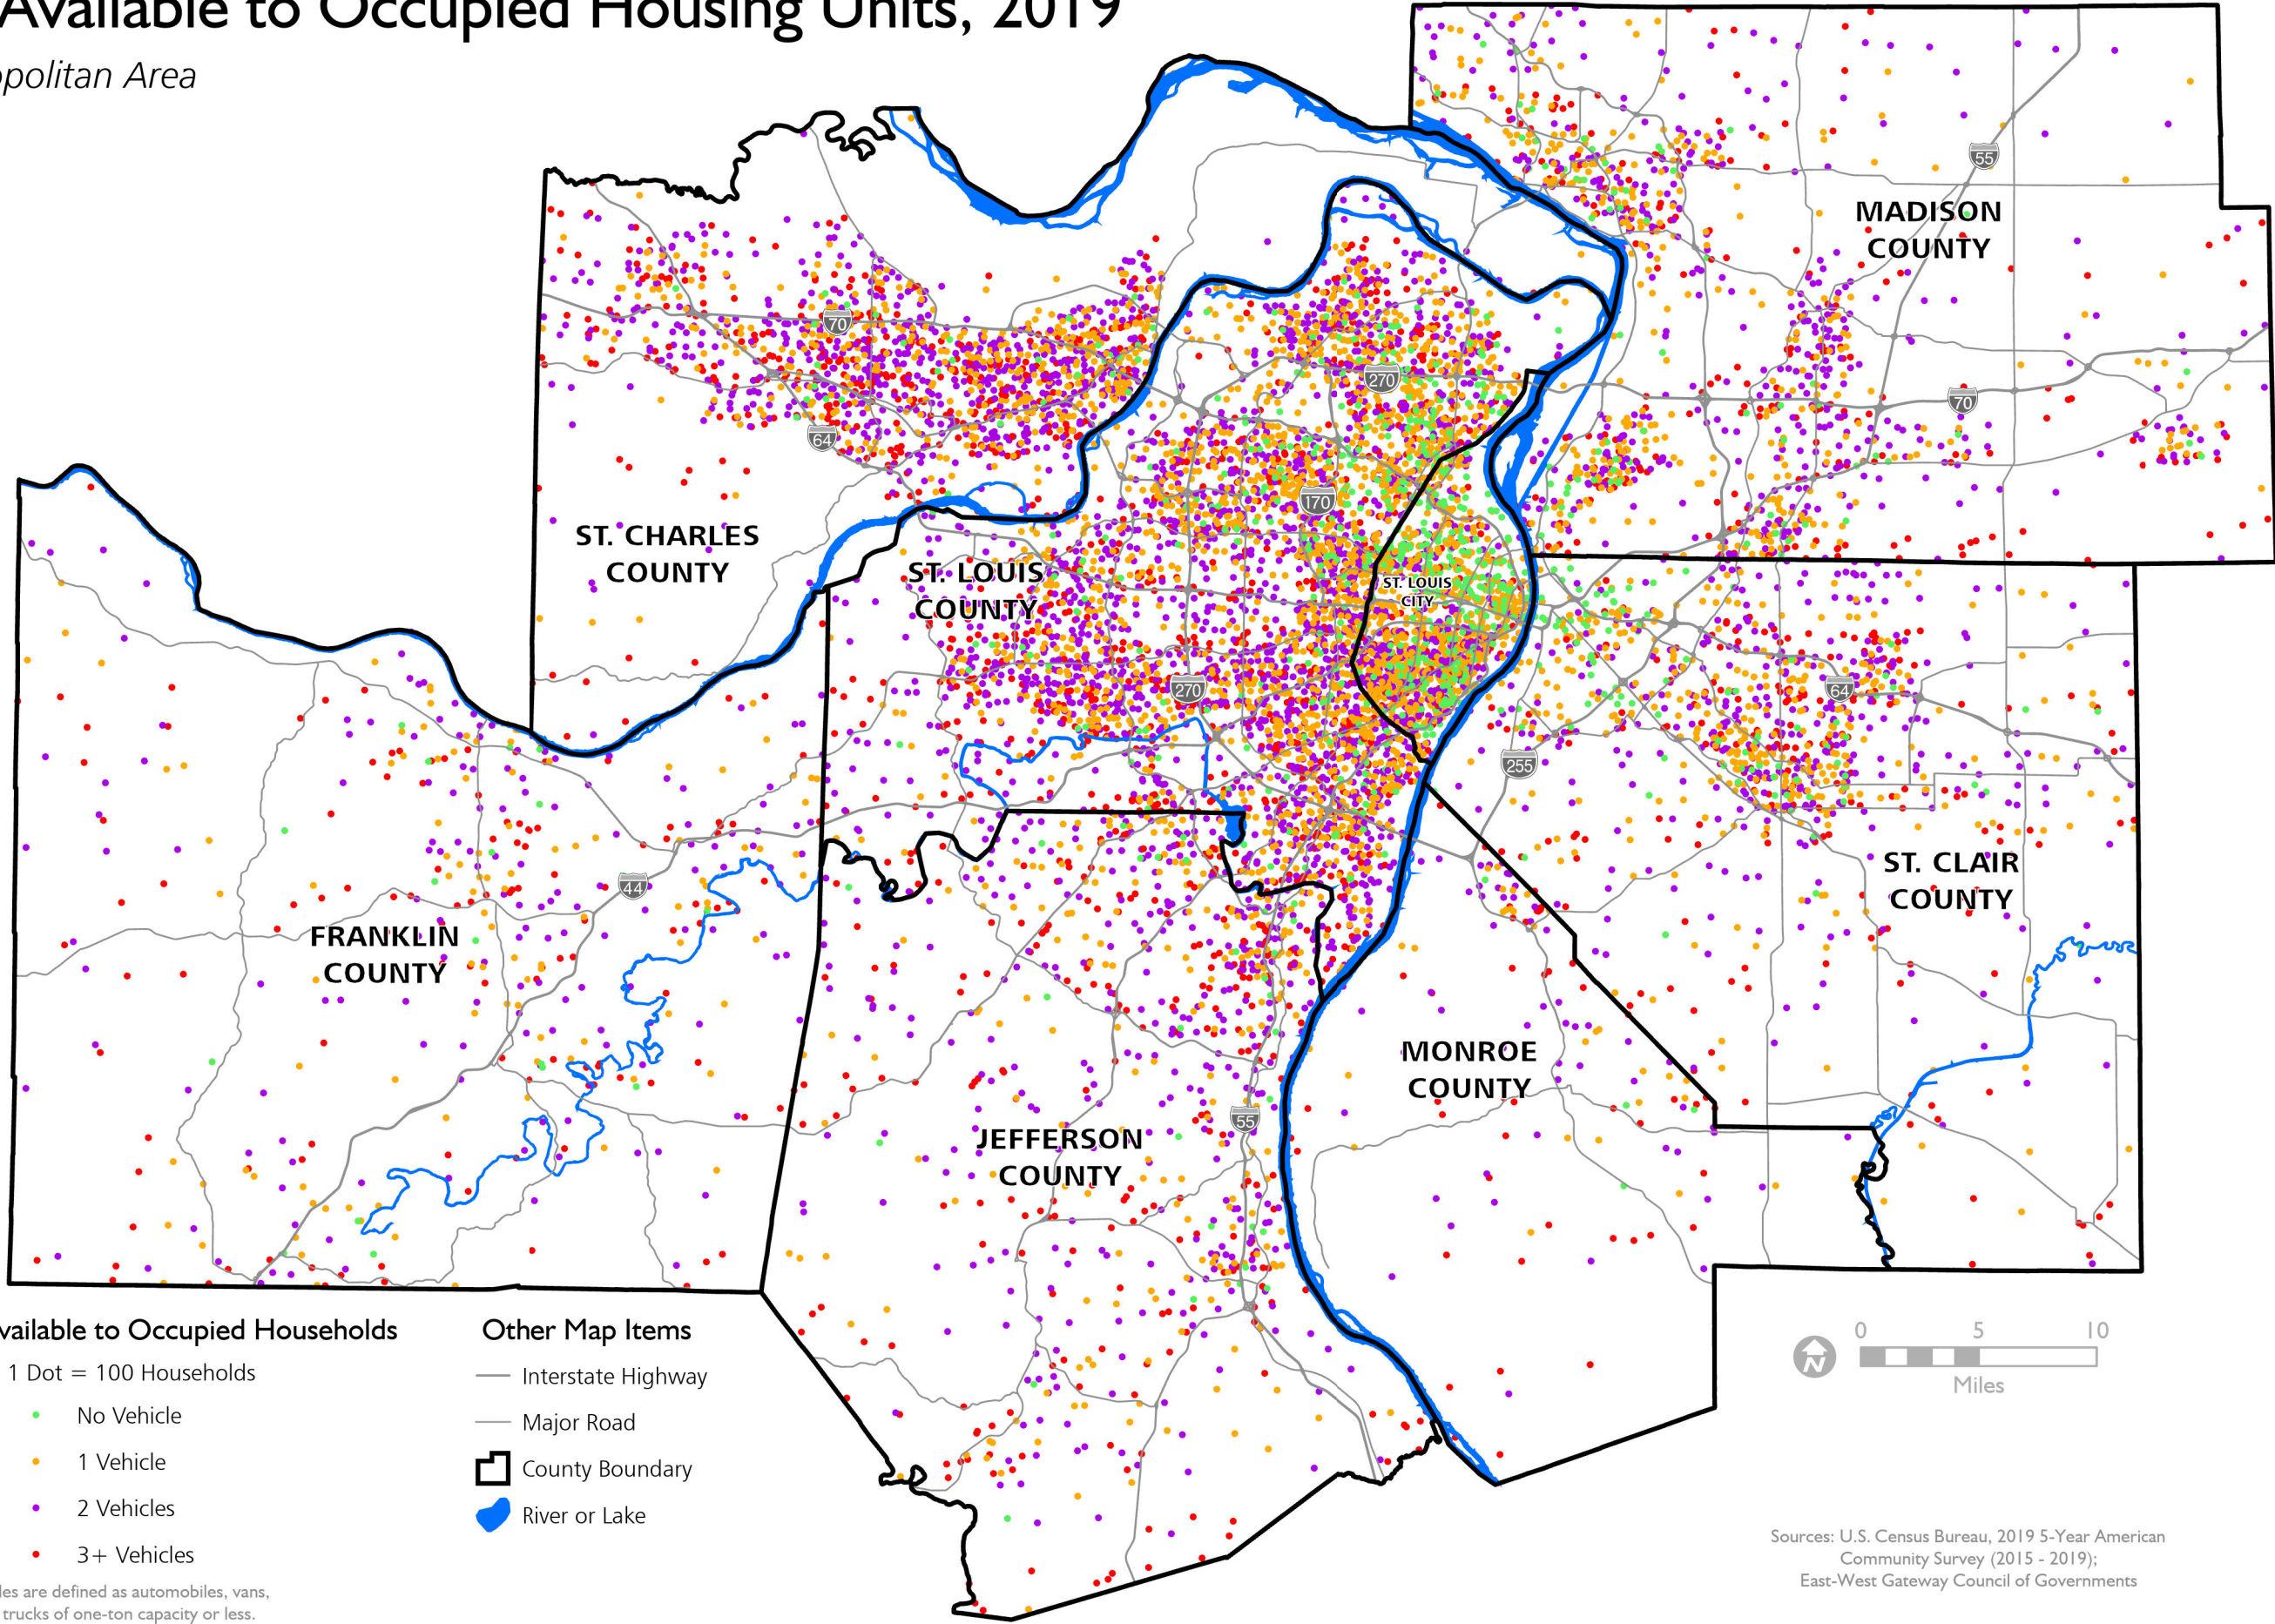 Available to Occupied Housing Units, 2019
politan Area
55
MADISON
COUNTY
70
270
70
64
170
ST. CHARLES
COUNTY
ST. LOUIS
COUNTY
ST. LOUIS
CITY
270
64
255
44
ST. CLAIR
COUNTY
FRANKLIN
COUNTY
MONROE
COUNTY
55
JEFFERSON
COUNTY
vailable to Occupied Households
1 Dot = 100 Households
No Vehicle
1 Vehicle
2 Vehicles
3+ Vehicles
les are defined as automobiles, vans,
trucks of one-ton capacity or less.
Other Map Items
Interstate Highway
Major Road
County Boundary
River or Lake
N
0 5 10
Miles
Sources: U.S. Census Bureau, 2019 5-Year American
Community Survey (2015 - 2019);
East-West Gateway Council of Governments